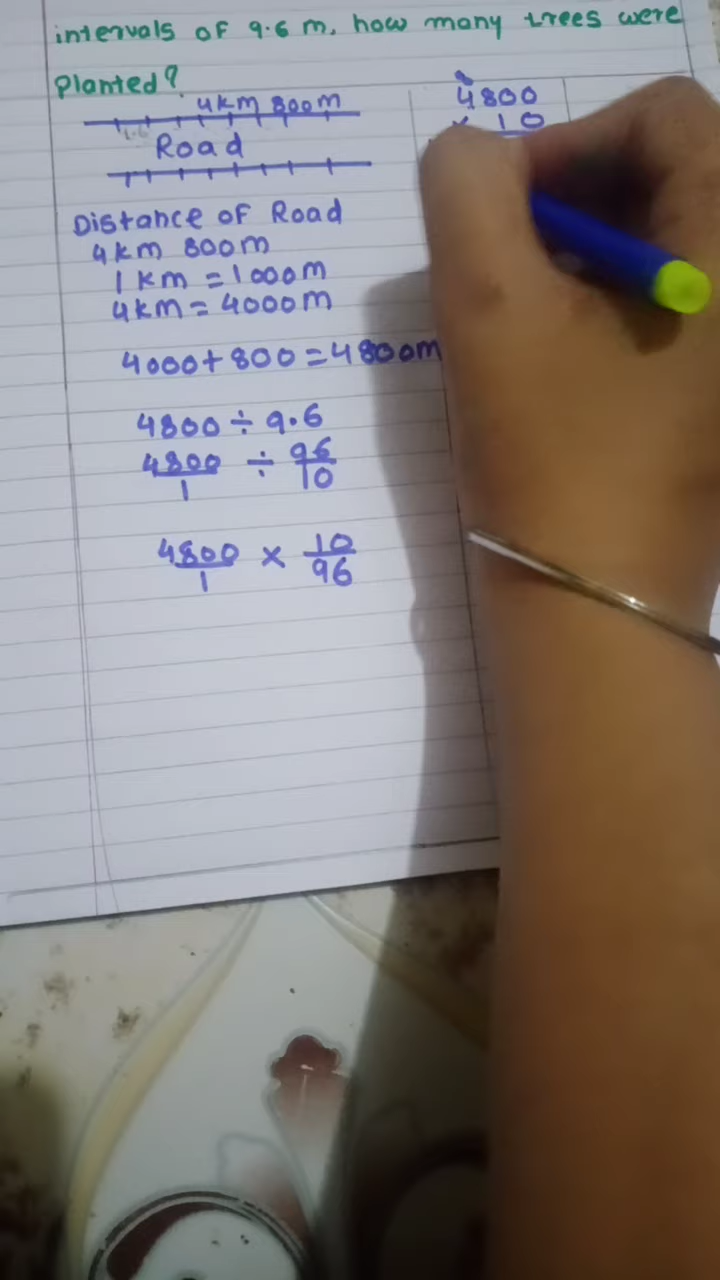 intervals of 9.6 m, how many trees were
planted?
4km 800m
Road
Distance of Road
4km 800m
1 km = 1000m
4km = 4000m
4000+800=4800m
4800 ÷ 9.6
4800/1 ÷ 96/10
4800/1 × 10/96
4800
× 10